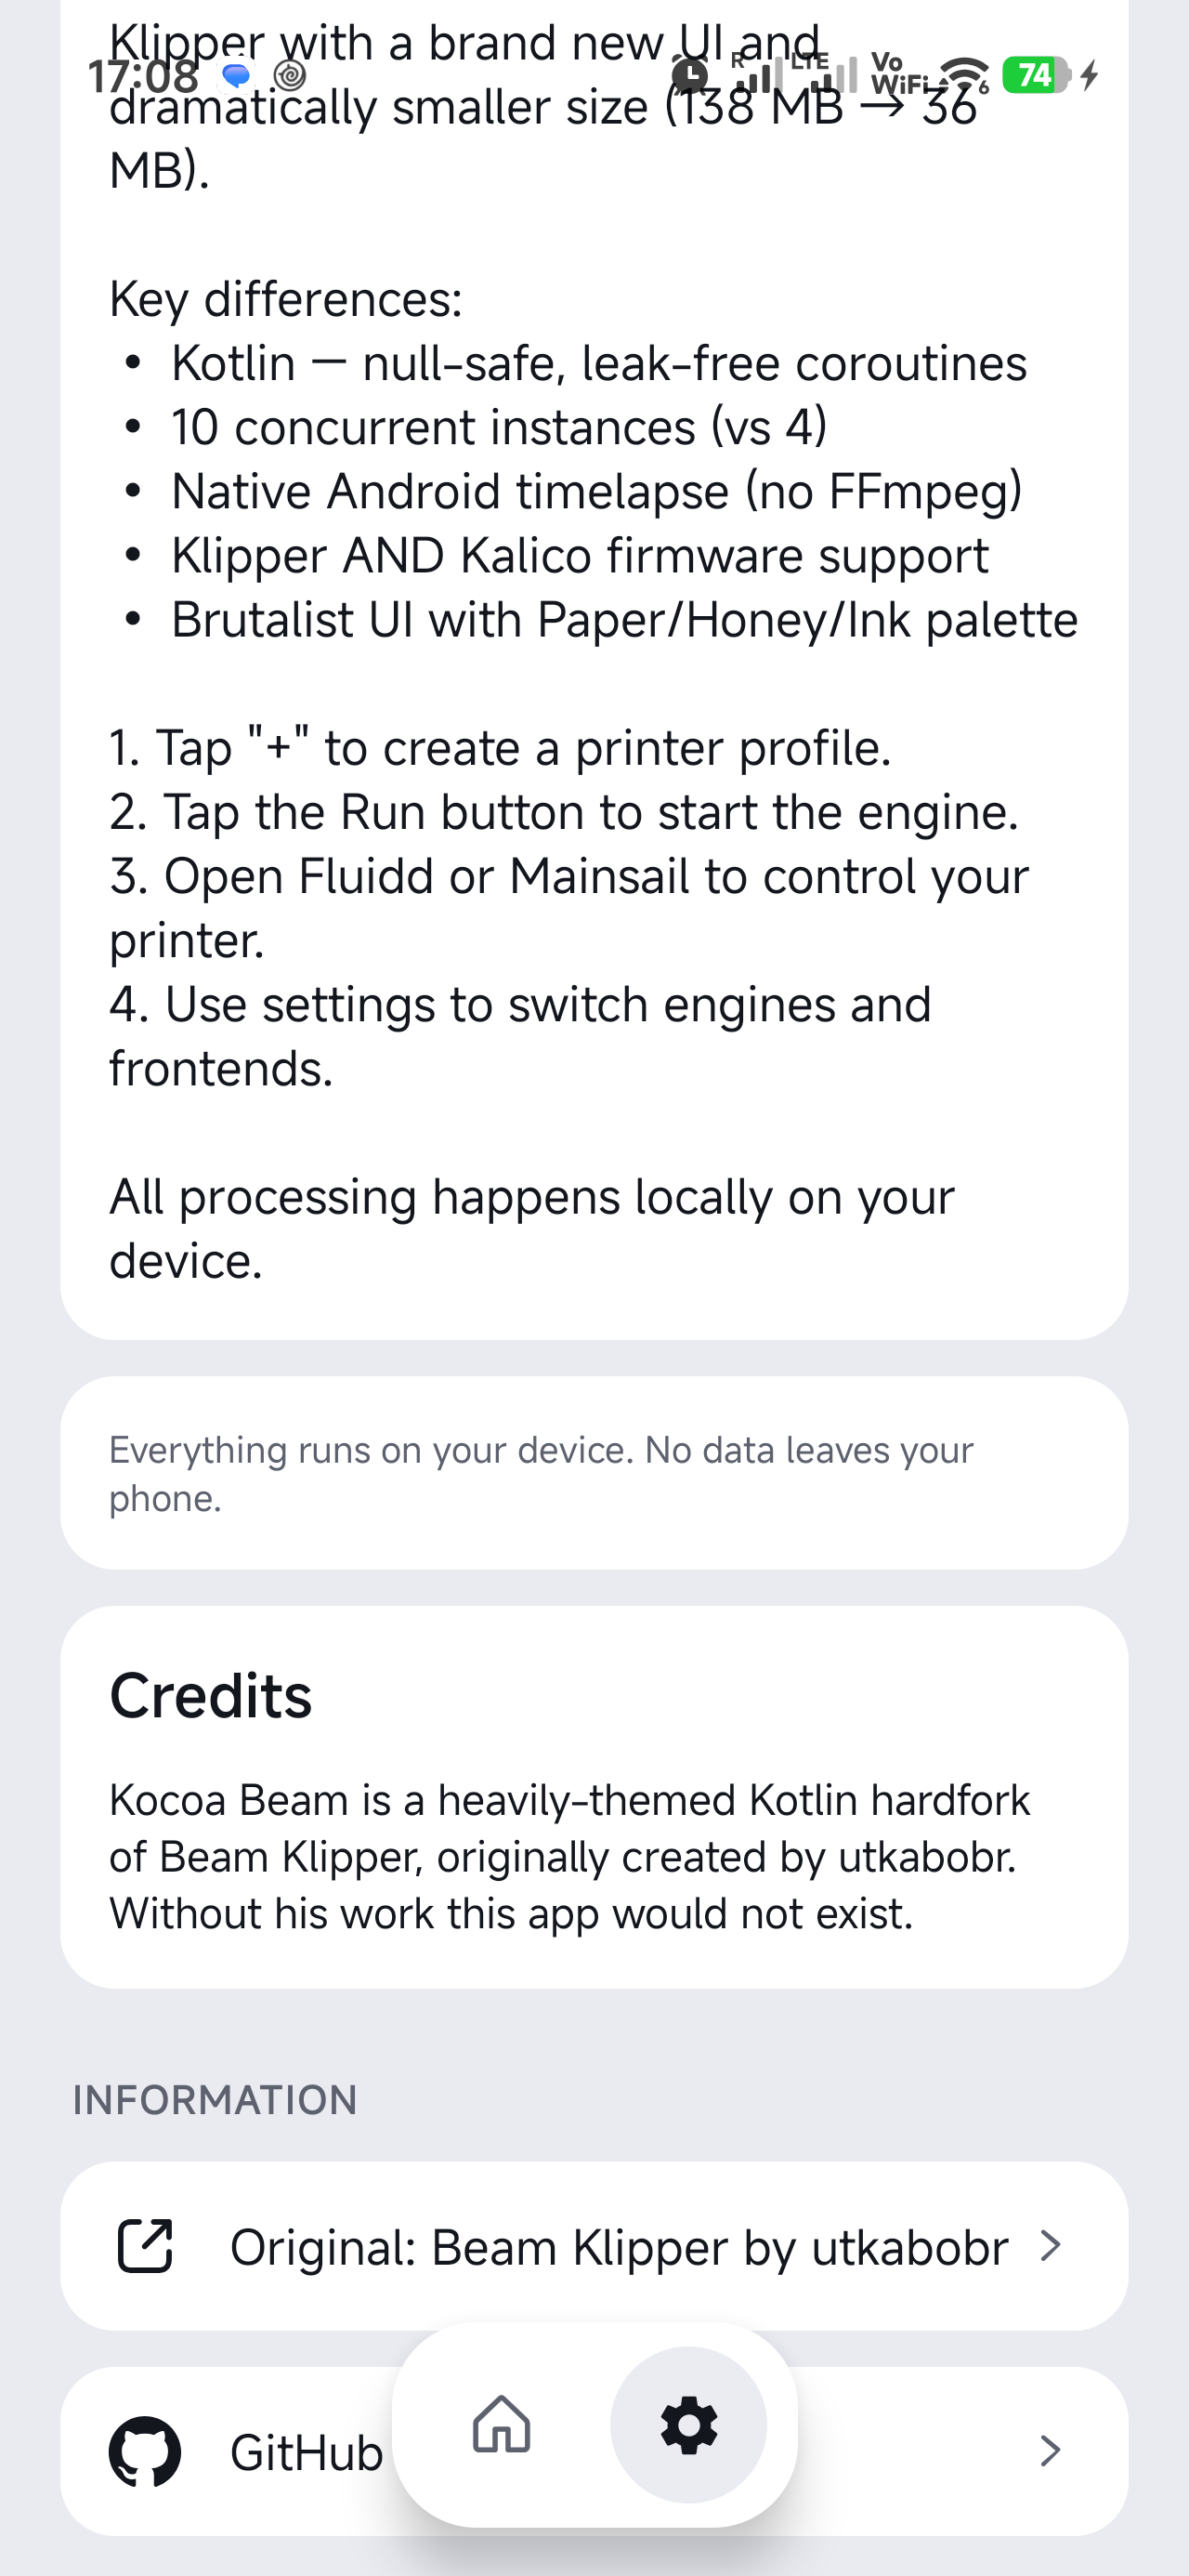 Klipper with a brand new UI and
17:08
R
LTE
Vo
WiFi
6
74
dramatically smaller size (138 MB → 36
MB).
Key differences:
• Kotlin — null-safe, leak-free coroutines
• 10 concurrent instances (vs 4)
• Native Android timelapse (no FFmpeg)
• Klipper AND Kalico firmware support
• Brutalist UI with Paper/Honey/Ink palette
1. Tap "+" to create a printer profile.
2. Tap the Run button to start the engine.
3. Open Fluidd or Mainsail to control your
printer.
4. Use settings to switch engines and
frontends.
All processing happens locally on your
device.
Everything runs on your device. No data leaves your
phone.
Credits
Kocoa Beam is a heavily-themed Kotlin hardfork
of Beam Klipper, originally created by utkabobr.
Without his work this app would not exist.
INFORMATION
Original: Beam Klipper by utkabobr
GitHub